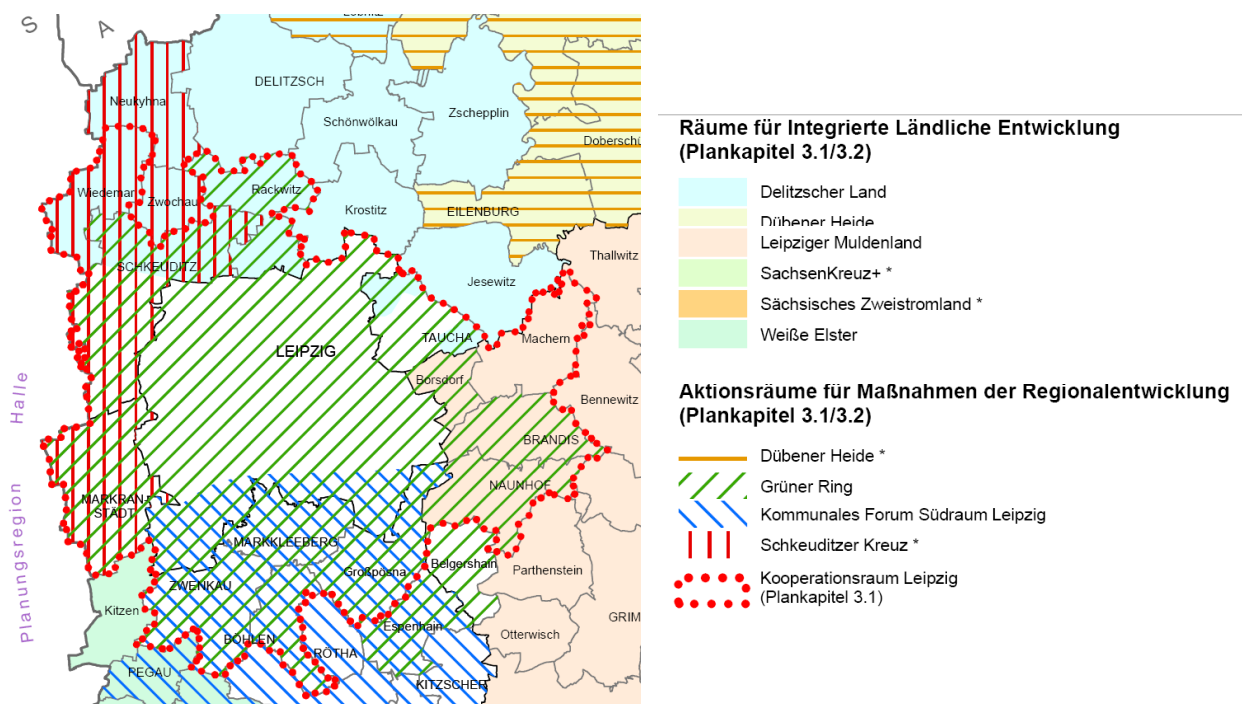 S A
DELITZSCH
Neukyhna
Schönwölkau
Zschepplin
Doberschü
Wiedemar
Zwochau
Rackwitz
Krostitz
EILENBURG
SCHKEUDITZ
Thallwitz
Jesewitz
LEIPZIG
TAUCHA
Machern
Borsdorf
Bennewitz
BRANDIS
NAUNHOF
MARKRAN-
STÄDT
MARKKLEEBERG
Großpösna
Belgershain
Parthenstein
ZWENKAU
Kitzen
GRIM
Espenhain
Otterwisch
BÖHLEN
RÖTHA
PEGAU
KITZSCHER
Planungsregion Halle
Räume für Integrierte Ländliche Entwicklung
(Plankapitel 3.1/3.2)
Delitzscher Land
Dübener Heide
Leipziger Muldenland
SachsenKreuz+ *
Sächsisches Zweistromland *
Weiße Elster
Aktionsräume für Maßnahmen der Regionalentwicklung
(Plankapitel 3.1/3.2)
Dübener Heide *
Grüner Ring
Kommunales Forum Südraum Leipzig
Schkeuditzer Kreuz *
Kooperationsraum Leipzig
(Plankapitel 3.1)